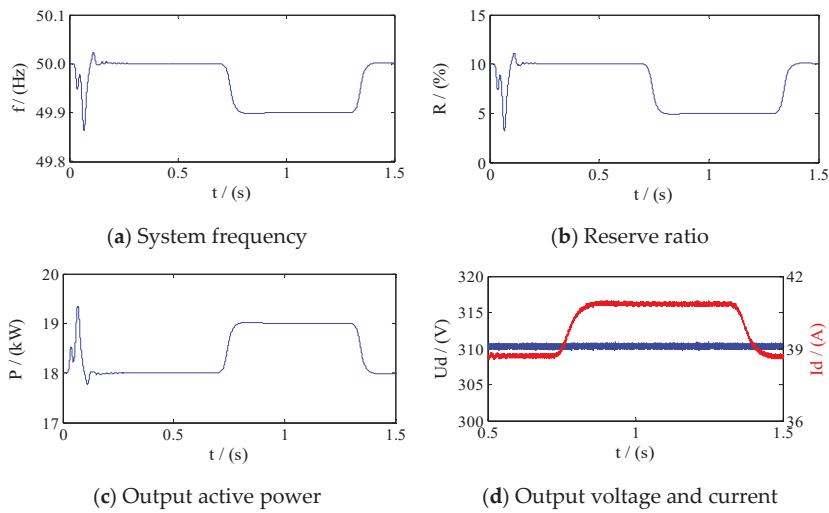 50.1
50.0
49.9
49.8
f / (Hz)
0
0.5
1
1.5
t / (s)
(a) System frequency
15
10
5
0
R / (%)
0
0.5
1
1.5
t / (s)
(b) Reserve ratio
20
19
18
17
P / (kW)
0
0.5
1
1.5
t / (s)
(c) Output active power
320
315
310
305
300
Ud / (V)
42
39
36
Id / (A)
0.5
1
1.5
t / (s)
(d) Output voltage and current